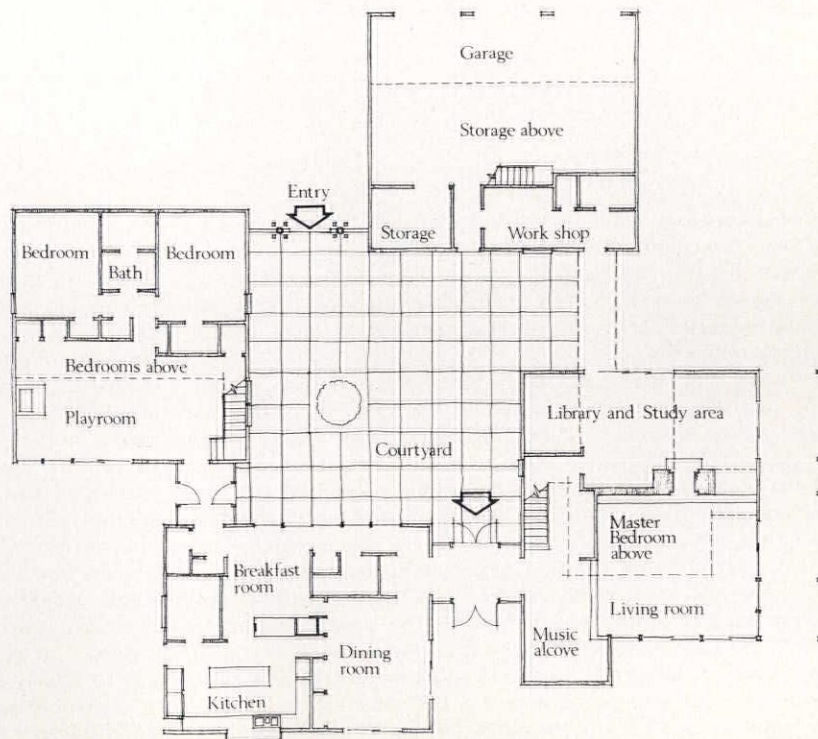 Garage
Storage above
Entry
Storage
Work shop
Bedroom
Bath
Bedroom
Bedrooms above
Playroom
Library and Study area
Courtyard
Master
Bedroom
above
Breakfast
room
Living room
Music
alcove
Dining
room
Kitchen